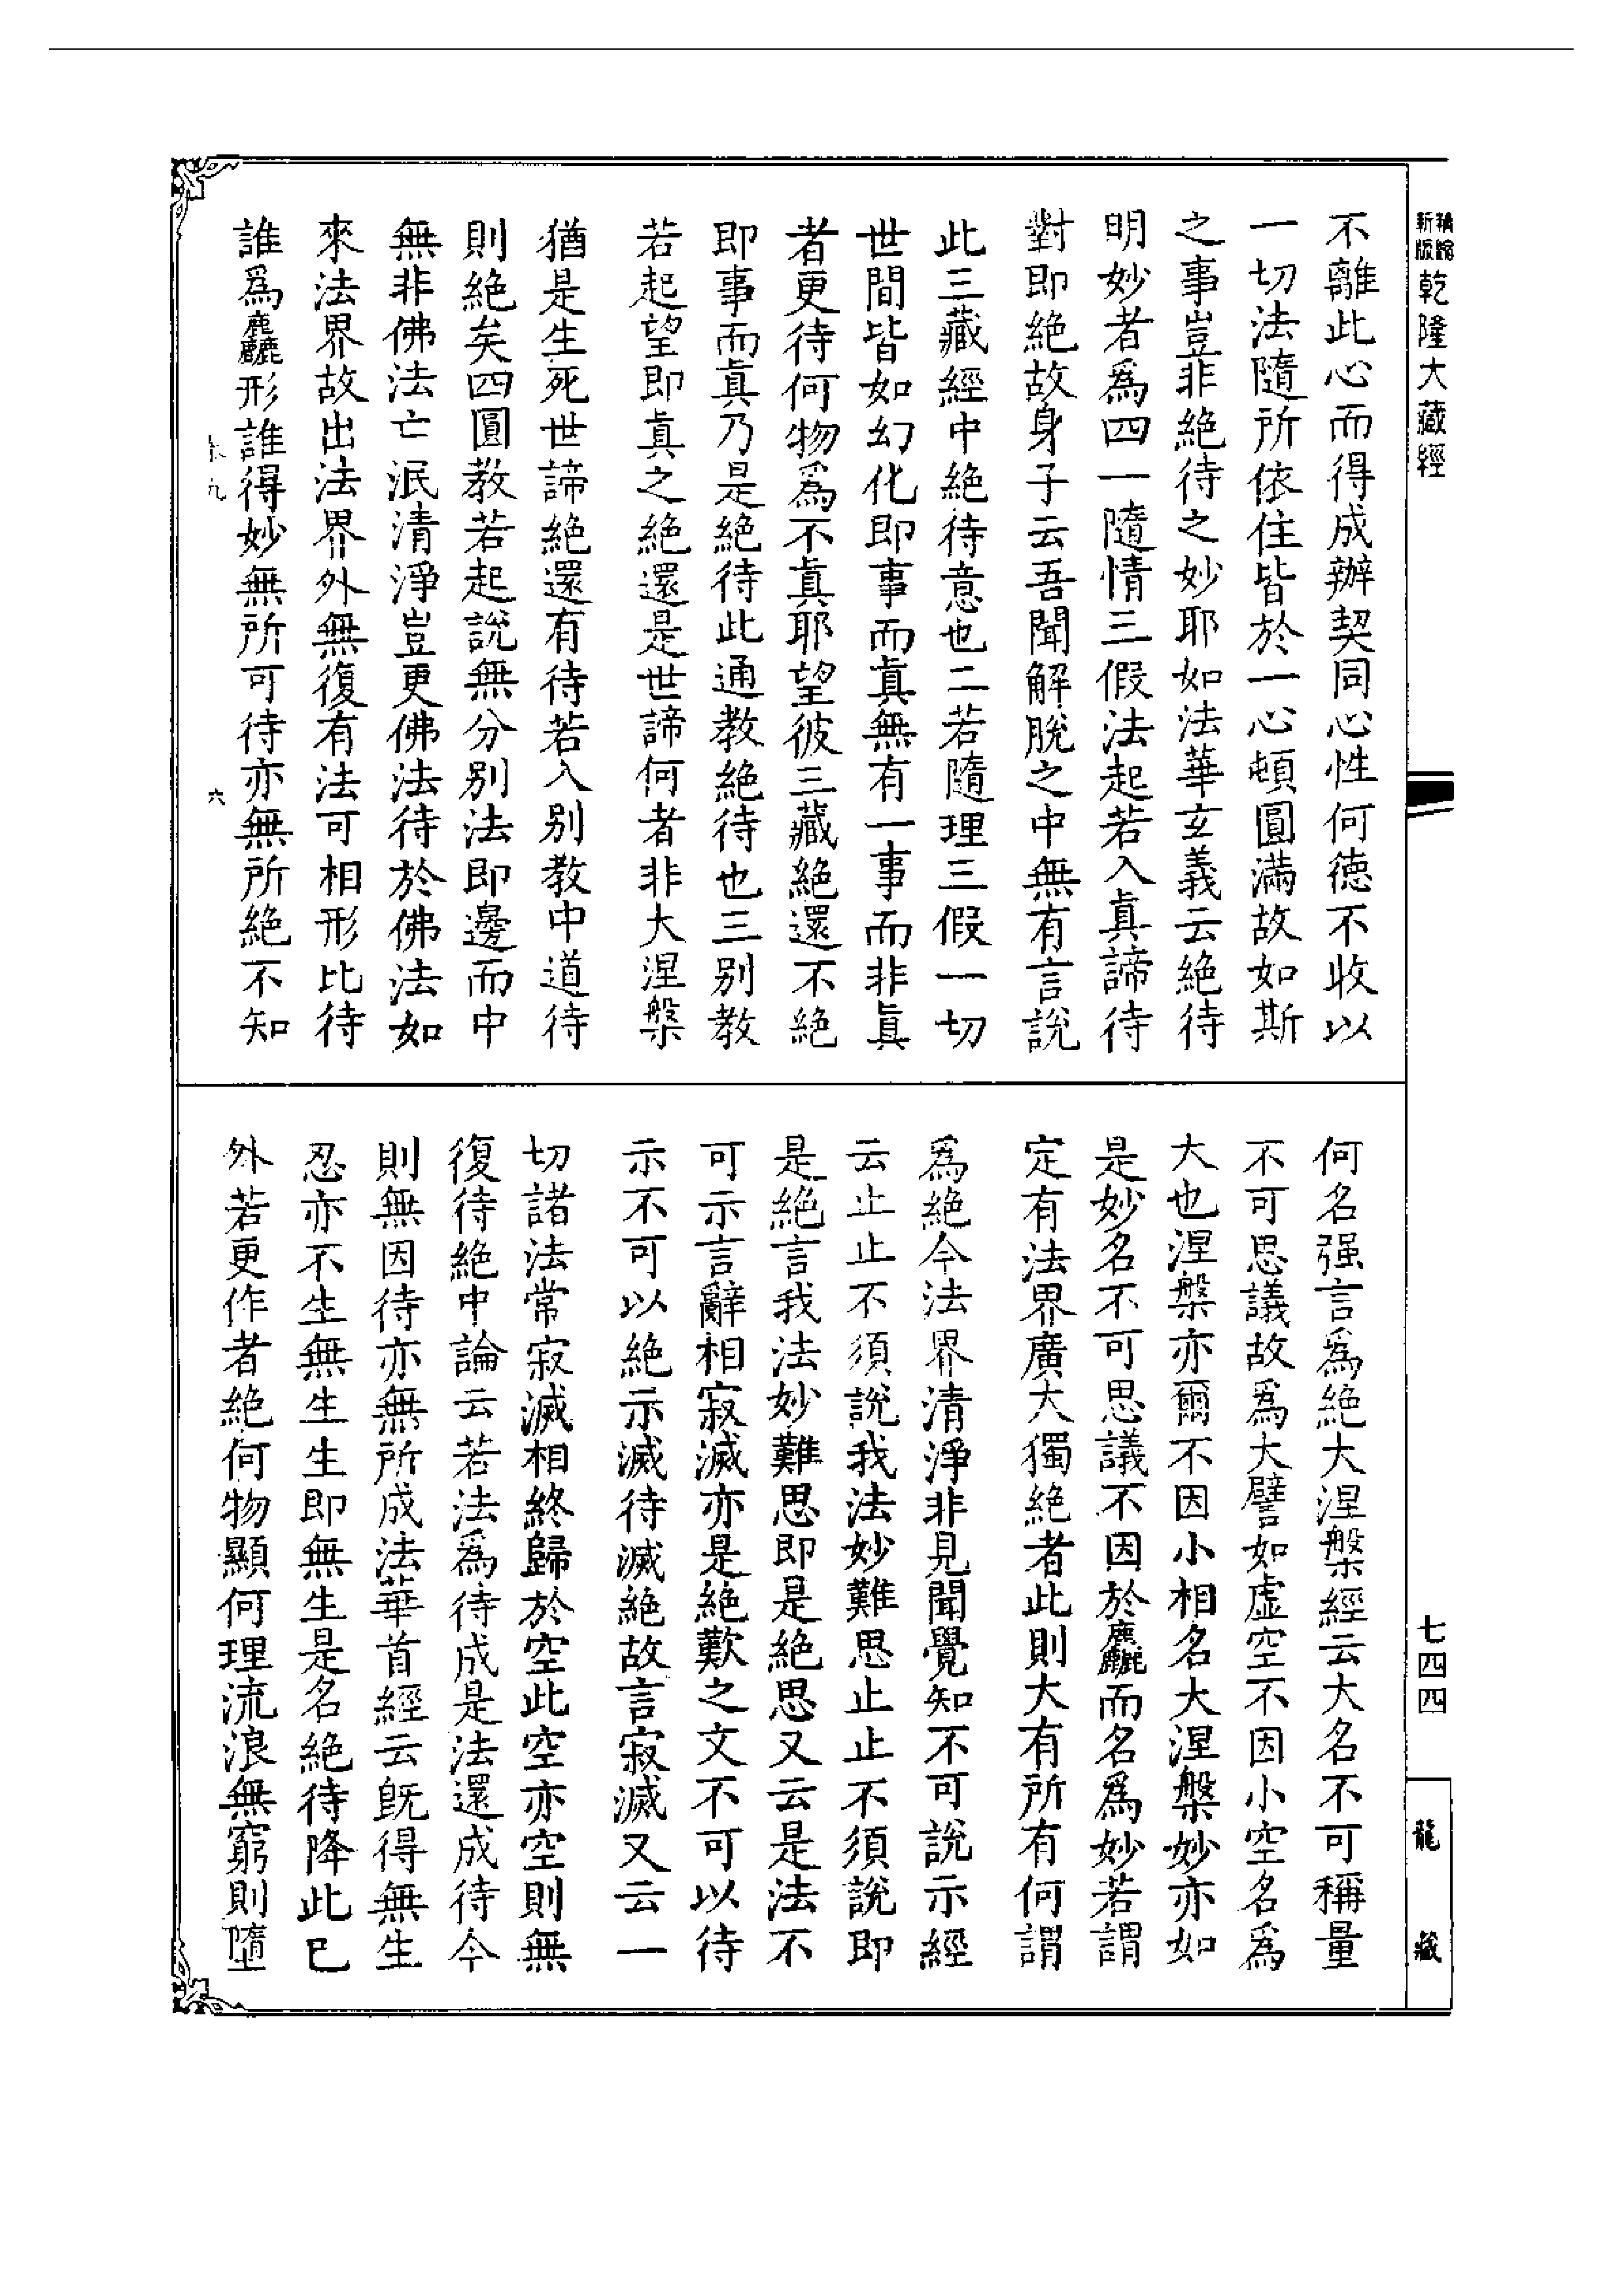 精縮
新版
乾隆大藏經
不離此心而得成辦契同心性何德不收以
一切法隨所依住皆於一心頓圓滿故如斯
之事豈非絕待之妙耶如法華玄義云絕待
明妙者爲四一隨情三假法起若入眞諦待
對即絕故身子云吾聞解脫之中無有言說
此三藏經中絕待意也二若隨理三假一切
世間皆如幻化即事而眞無有一事而非眞
者更待何物爲不眞耶望彼三藏絕還不絕
即事而眞乃是絕待此通教絕待也三別教
若起望即眞之絕還是世諦何者非大涅槃
猶是生死世諦絕還有待若入別教中道待
則絕矣四圓教若起說無分別法即邊而中
無非佛法亡泯清淨豈更佛法待於佛法如
來法界故出法界外無復有法可相形比待
誰爲麤形誰得妙無所可待亦無所絕不知
九
六
何名强言爲絕大涅槃經云大名不可稱量
不可思議故爲大譬如虛空不因小空名爲
大也涅槃亦爾不因小相名大涅槃妙亦如
是妙名不可思議不因於麤而名爲妙若謂
定有法界廣大獨絕者此則大有所有何謂
爲絕今法界清淨非見聞覺知不可說示經
云止止不須說我法妙難思止止不須說即
是絕言我法妙難思即是絕思又云是法不
可示言辭相寂滅亦是絕歎之文不可以待
示不可以絕示滅待滅絕故言寂滅又云一
切諸法常寂滅相終歸於空此空亦空則無
復待絕中論云若法爲待成是法還成待今
則無因待亦無所成法華首經云旣得無生
忍亦不生無生生即無生是名絕待降此已
外若更作者絕何物顯何理流浪無窮則墮
七四四
龍藏